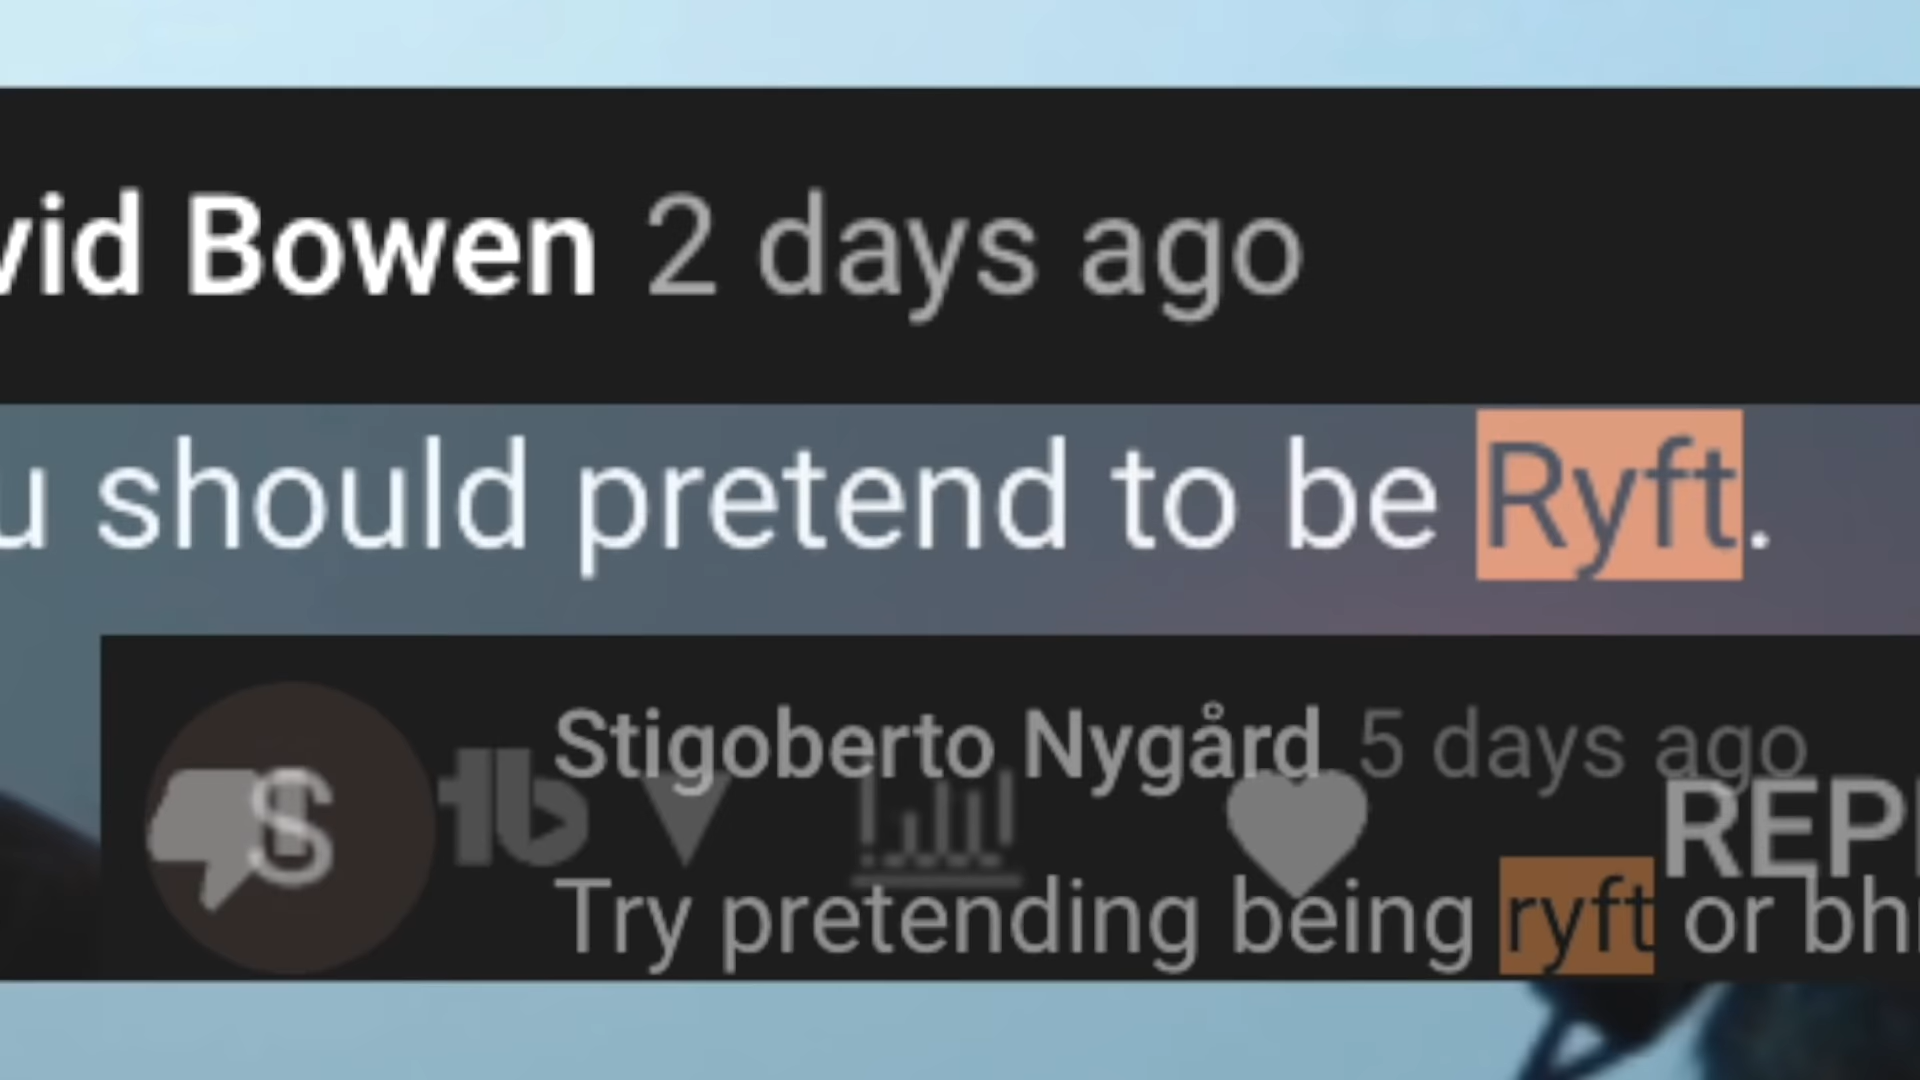 vid Bowen 2 days ago
u should pretend to be Ryft.
S
Stigoberto Nygård 5 days ago
tb
REP
Try pretending being ryft or bh